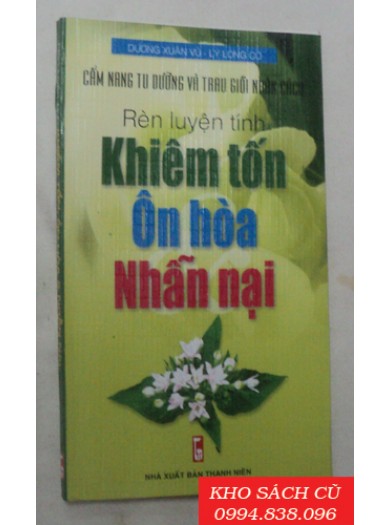 DƯƠNG XUÂN VŨ - LÝ LONG CƠ
CẨM NANG TU DƯỠNG VÀ TRAU GIỒI NHÂN CÁCH
Rèn luyện tính
Khiêm tốn
Ôn hòa
Nhẫn nại
NHÀ XUẤT BẢN THANH NIÊN
KHO SÁCH CŨ
0994.838.096